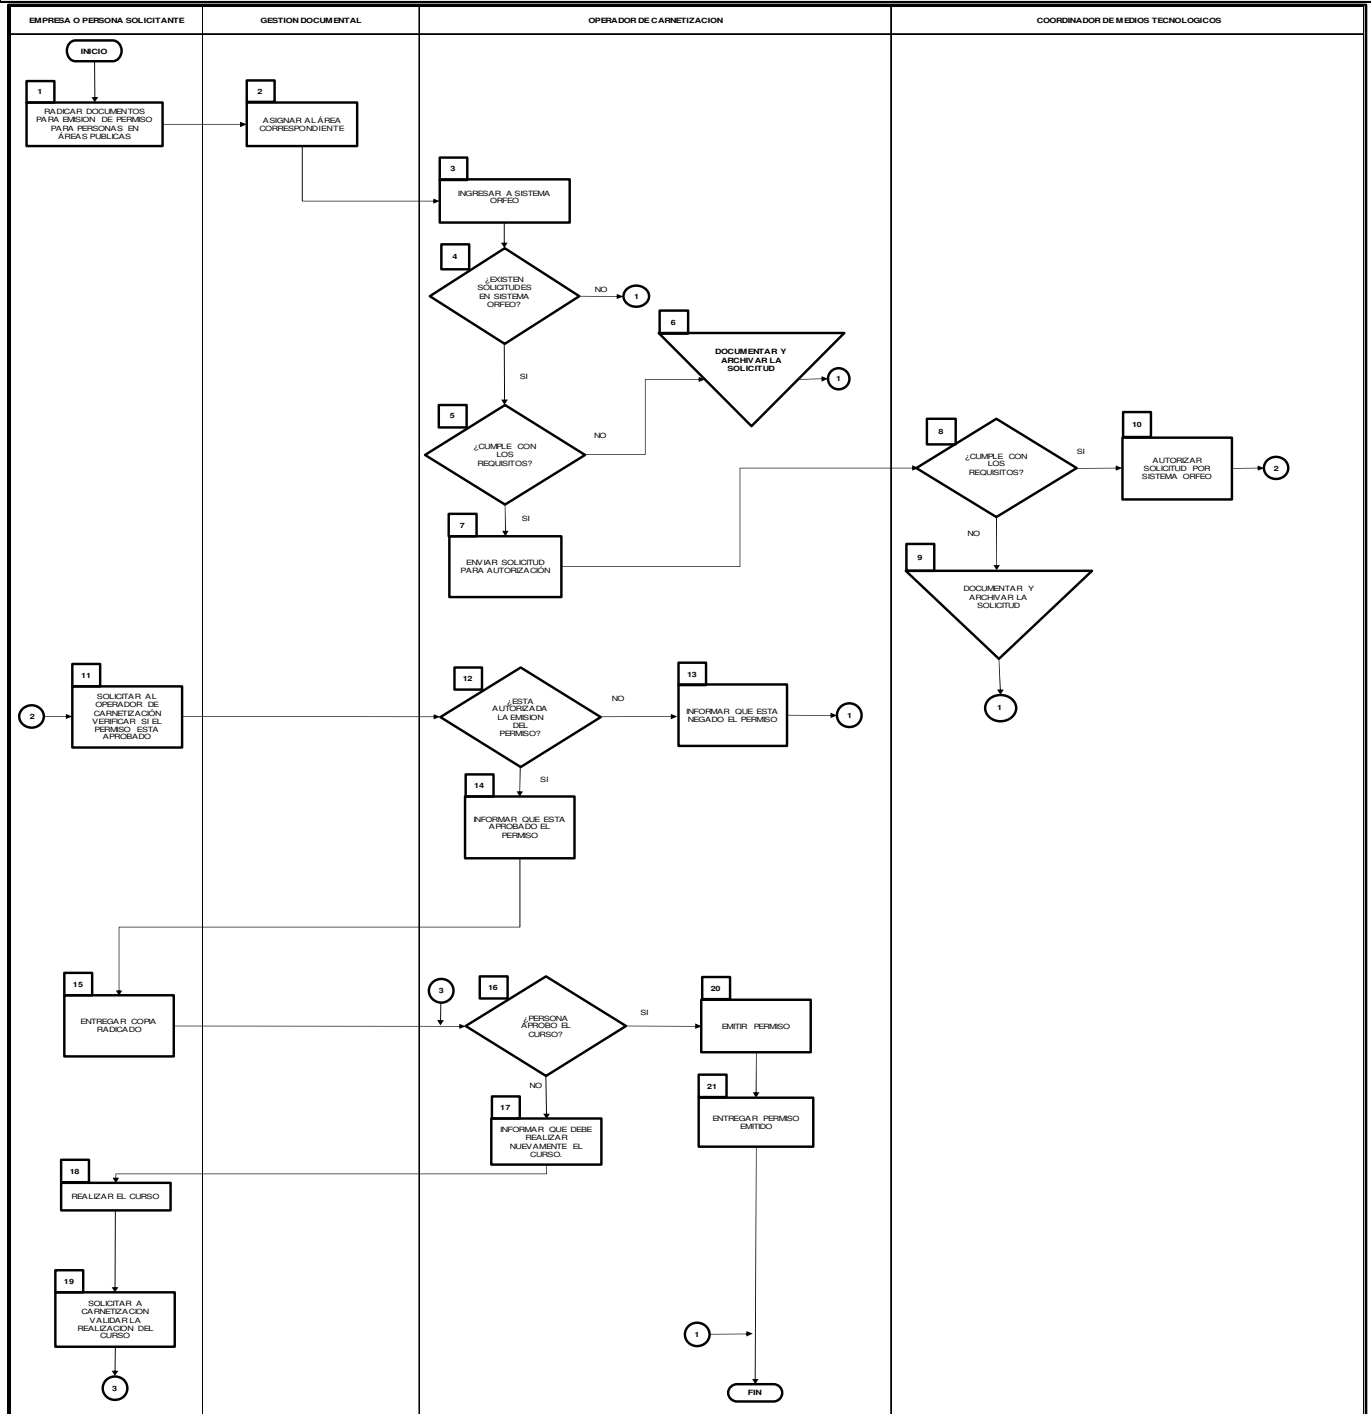 EMPRESA O PERSONA SOLICITANTE
GESTION DOCUMENTAL
OPERADOR DE CARNETIZACION
COORDINADOR DE MEDIOS TECNOLOGICOS
INICIO
1
RADICAR DOCUMENTOS
PARA EMISION DE PERMISO
PARA PERSONAS EN
ÁREAS PUBLICAS
2
ASIGNAR AL ÁREA
CORRESPONDIENTE
3
INGRESAR A SISTEMA
ORFEO
4
¿EXISTEN
SOLICITUDES
EN SISTEMA
ORFEO?
NO
1
SI
6
DOCUMENTAR Y
ARCHIVAR LA
SOLICITUD
1
5
¿CUMPLE CON
LOS
REQUISITOS?
NO
SI
7
ENVIAR SOLICITUD
PARA AUTORIZACIÓN
8
¿CUMPLE CON
LOS
REQUISITOS?
SI
10
AUTORIZAR
SOLICITUD POR
SISTEMA ORFEO
2
NO
9
DOCUMENTAR Y
ARCHIVAR LA
SOLICITUD
1
2
11
SOLICITAR AL
OPERADOR DE
CARNETIZACIÓN
VERIFICAR SI EL
PERMISO ESTA
APROBADO
12
¿ESTA
AUTORIZADA
LA EMISION
DEL
PERMISO?
NO
13
INFORMAR QUE ESTA
NEGADO EL PERMISO
1
SI
14
INFORMAR QUE ESTA
APROBADO EL
PERMISO
15
ENTREGAR COPIA
RADICADO
3
16
¿PERSONA
APROBO EL
CURSO?
SI
20
EMITIR PERMISO
NO
17
INFORMAR QUE DEBE
REALIZAR
NUEVAMENTE EL
CURSO.
21
ENTREGAR PERMISO
EMITIDO
18
REALIZAR EL CURSO
19
SOLICITAR A
CARNETIZACION
VALIDAR LA
REALIZACION DEL
CURSO
3
1
FIN